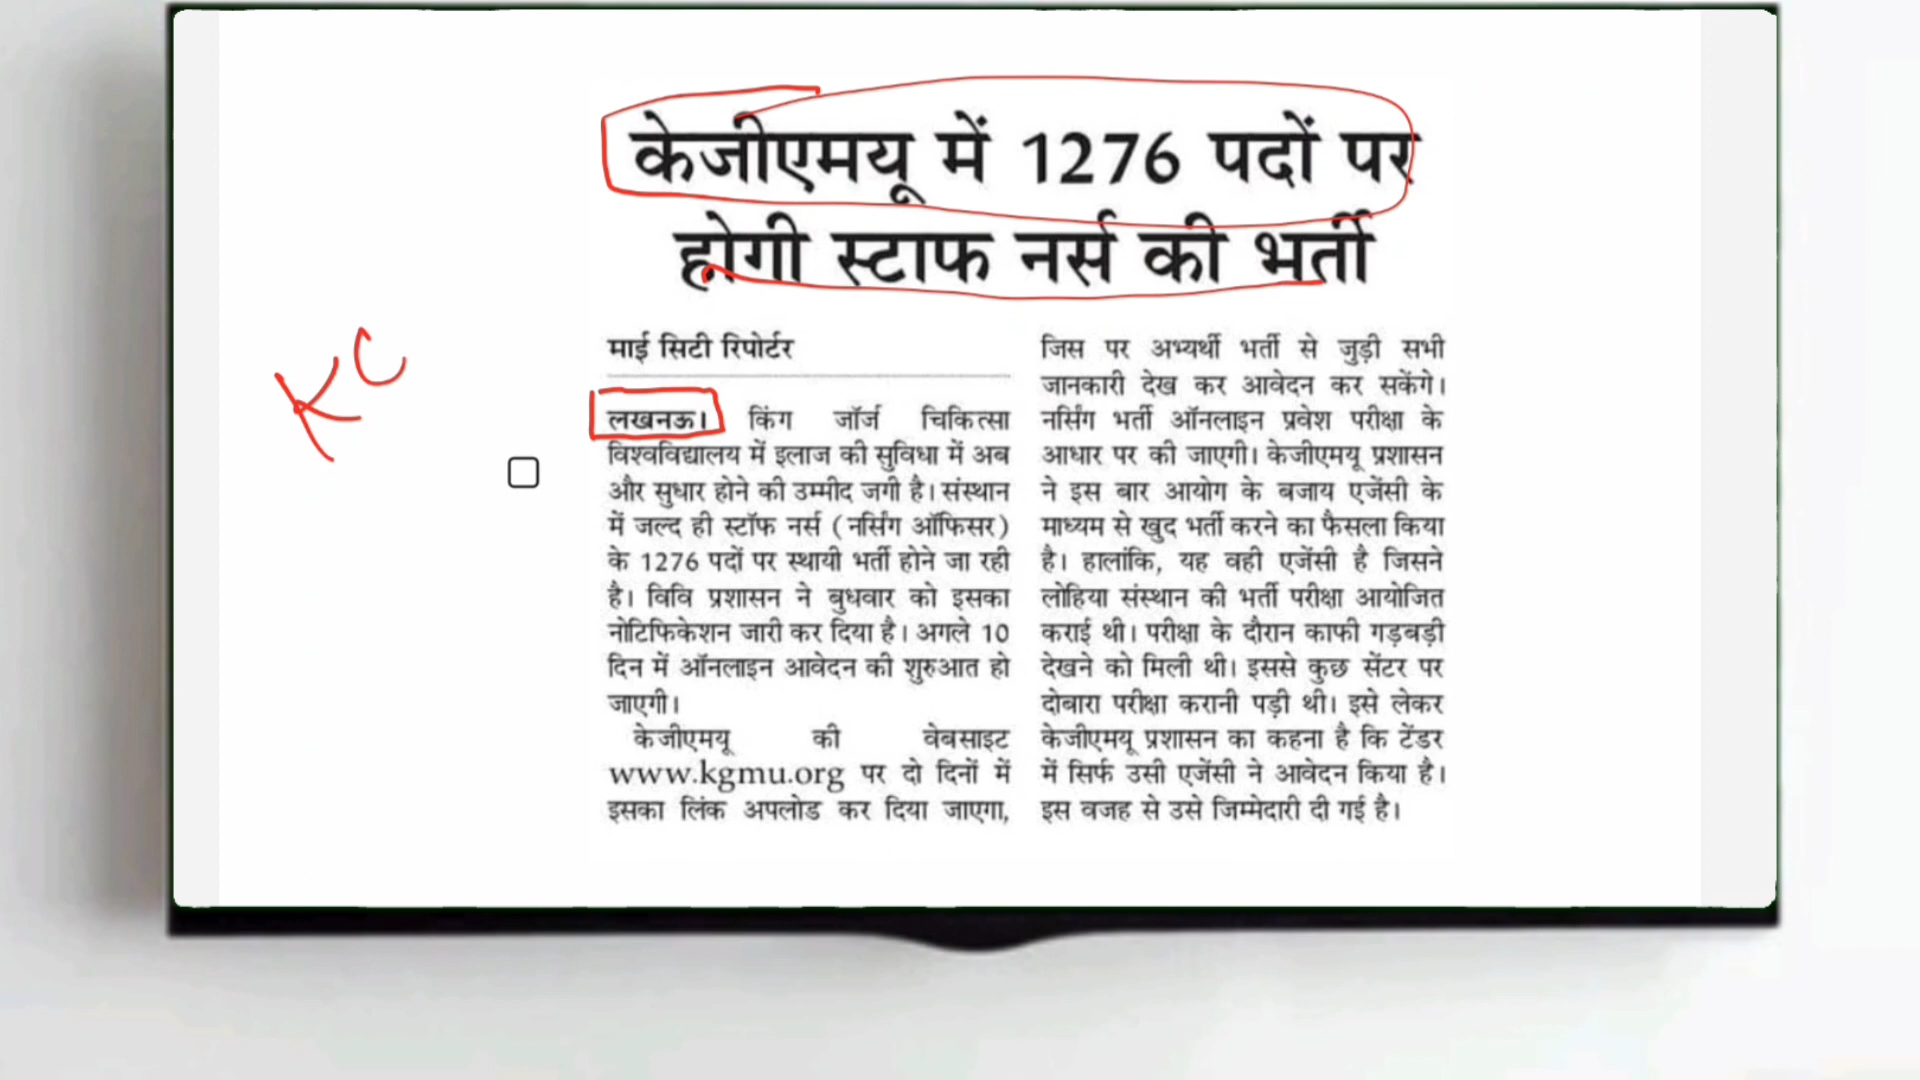 केजीएमयू में 1276 पदों पर
होगी स्टाफ नर्स की भर्ती
KC
माई सिटी रिपोर्टर
लखनऊ। किंग जॉर्ज चिकित्सा
विश्वविद्यालय में इलाज की सुविधा में अब
और सुधार होने की उम्मीद जगी है। संस्थान
में जल्द ही स्टॉफ नर्स (नर्सिंग ऑफिसर)
के 1276 पदों पर स्थायी भर्ती होने जा रही
है। विवि प्रशासन ने बुधवार को इसका
नोटिफिकेशन जारी कर दिया है। अगले 10
दिन में ऑनलाइन आवेदन की शुरुआत हो
जाएगी।
केजीएमयू की वेबसाइट
www.kgmu.org पर दो दिनों में
इसका लिंक अपलोड कर दिया जाएगा,
जिस पर अभ्यर्थी भर्ती से जुड़ी सभी
जानकारी देख कर आवेदन कर सकेंगे।
नर्सिंग भर्ती ऑनलाइन प्रवेश परीक्षा के
आधार पर की जाएगी। केजीएमयू प्रशासन
ने इस बार आयोग के बजाय एजेंसी के
माध्यम से खुद भर्ती करने का फैसला किया
है। हालांकि, यह वही एजेंसी है जिसने
लोहिया संस्थान की भर्ती परीक्षा आयोजित
कराई थी। परीक्षा के दौरान काफी गड़बड़ी
देखने को मिली थी। इससे कुछ सेंटर पर
दोबारा परीक्षा करानी पड़ी थी। इसे लेकर
केजीएमयू प्रशासन का कहना है कि टेंडर
में सिर्फ उसी एजेंसी ने आवेदन किया है।
इस वजह से उसे जिम्मेदारी दी गई है।